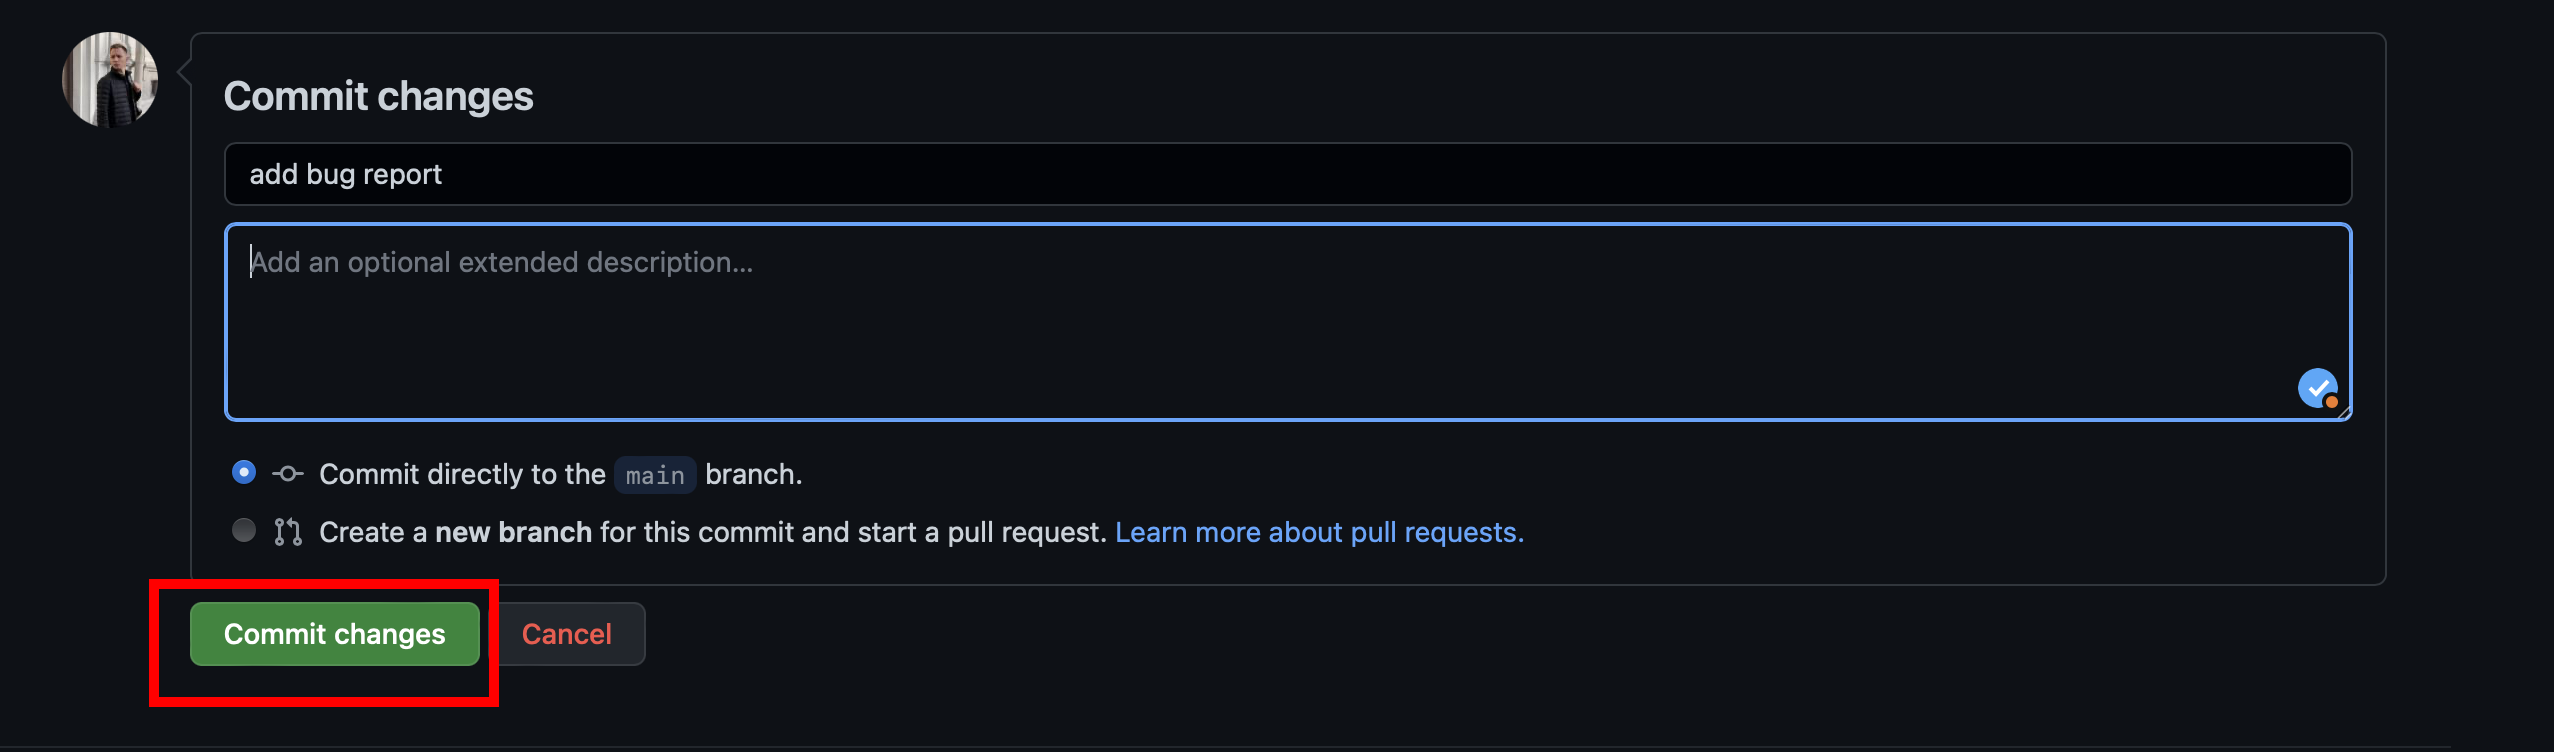 Commit changes
add bug report
Add an optional extended description...
Commit directly to the main branch.
Create a new branch for this commit and start a pull request. Learn more about pull requests.
Commit changes Cancel